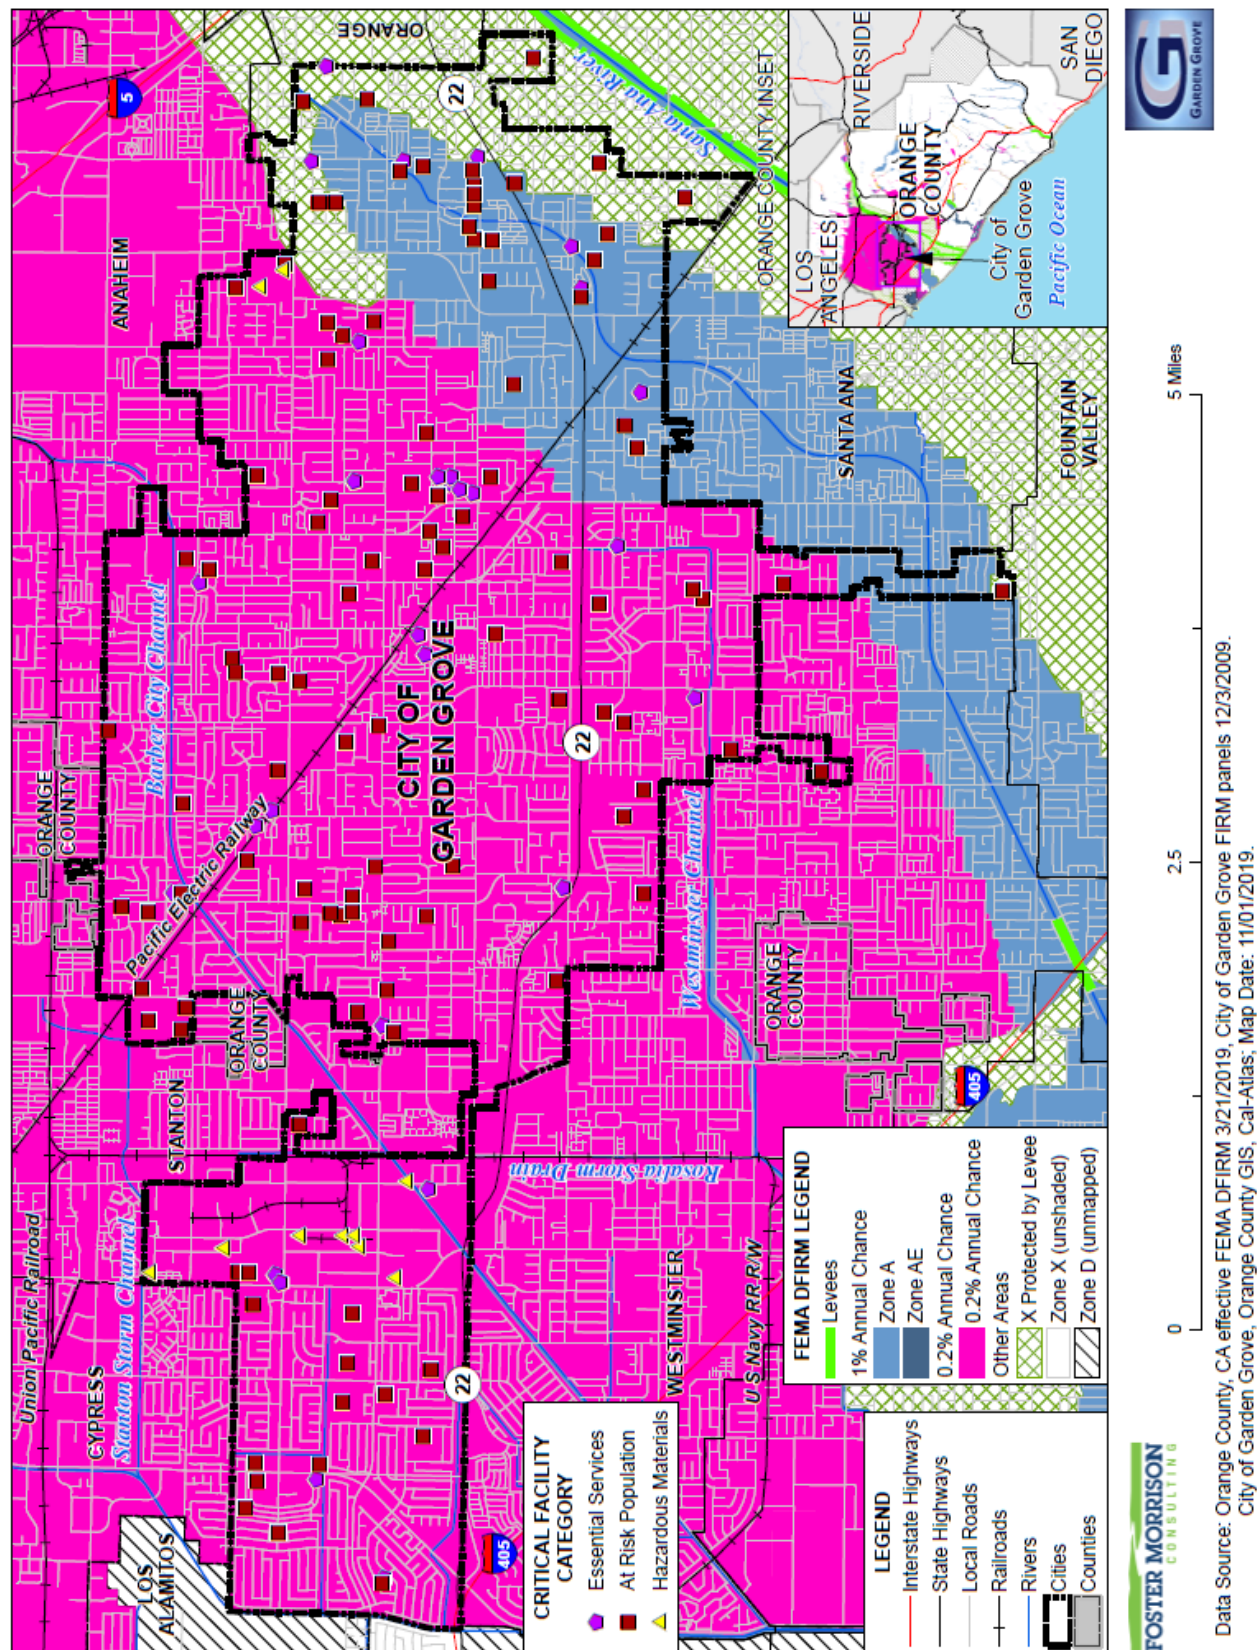 ORANGE
5
ANAHEIM
22
Santa Ana River
ORANGE COUNTY INSET
LOS
ANGELES
RIVERSIDE
ORANGE
COUNTY
SAN
DIEGO
City of
Garden Grove
Pacific Ocean
G
GARDEN GROVE
ORANGE
COUNTY
Barber City Channel
Pacific Electric Railway
CITY OF
GARDEN GROVE
22
SANTA ANA
FOUNTAIN
VALLEY
Westminster Channel
ORANGE
COUNTY
ORANGE
COUNTY
STANTON
405
Union Pacific Railroad
CYPRESS
Stanton Storm Channel
Rosalia Storm Drain
WESTMINSTER
U S Navy RR R/W
22
405
LOS
ALAMITOS
CRITICAL FACILITY
CATEGORY
Essential Services
At Risk Population
Hazardous Materials
FEMA DFIRM LEGEND
Levees
1% Annual Chance
Zone A
Zone AE
0.2% Annual Chance
0.2% Annual Chance
Other Areas
X Protected by Levee
Zone X (unshaded)
Zone D (unmapped)
LEGEND
Interstate Highways
State Highways
Local Roads
Railroads
Rivers
Cities
Counties
FOSTER MORRISON
CONSULTING
0
2.5
5 Miles
Data Source: Orange County, CA effective FEMA DFIRM 3/21/2019, City of Garden Grove FIRM panels 12/3/2009.
City of Garden Grove, Orange County GIS, Cal-Atlas; Map Date: 11/01/2019.